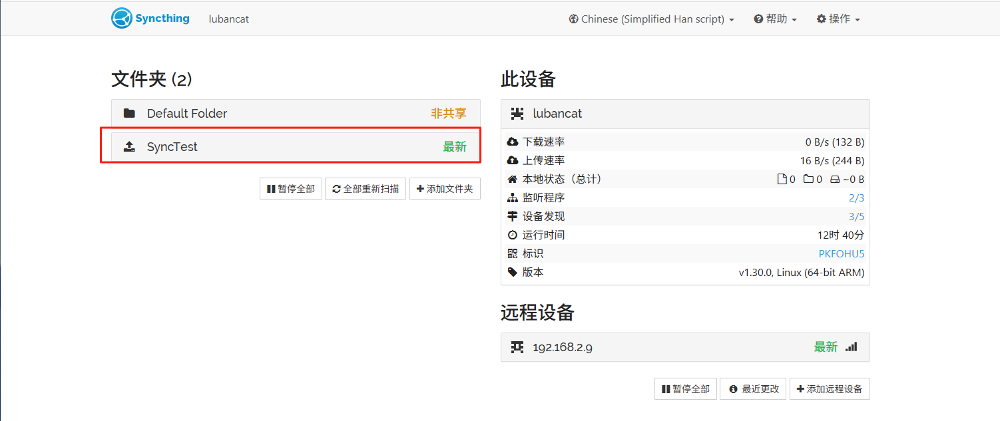 Syncthing lubancat Chinese (Simplified Han script) 帮助 操作
文件夹 (2)
Default Folder 非共享
SyncTest 最新
暂停全部 全部重新扫描 添加文件夹
此设备
lubancat
下载速率 0 B/s (132 B)
上传速率 16 B/s (244 B)
本地状态（总计） 0 0 ~0 B
监听程序 2/3
设备发现 3/5
运行时间 12时 40分
标识 PKFOHU5
版本 v1.30.0, Linux (64-bit ARM)
远程设备
192.168.2.9 最新
暂停全部 最近更改 添加远程设备